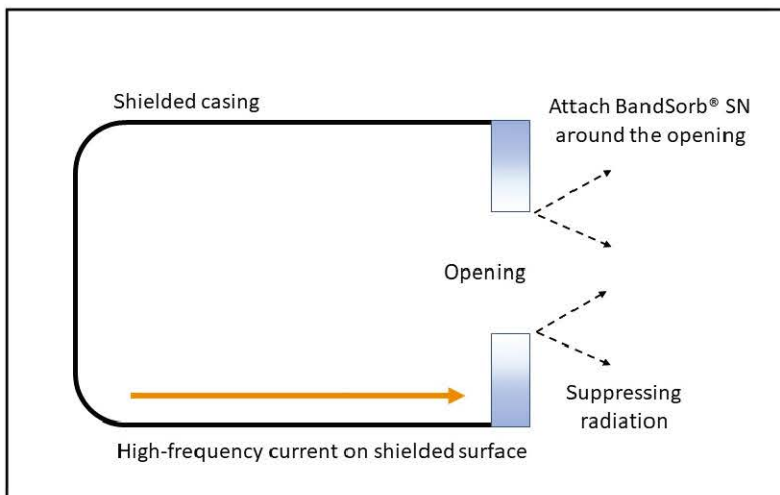 Shielded casing
Attach BandSorb® SN
around the opening
Opening
Suppressing
radiation
High-frequency current on shielded surface